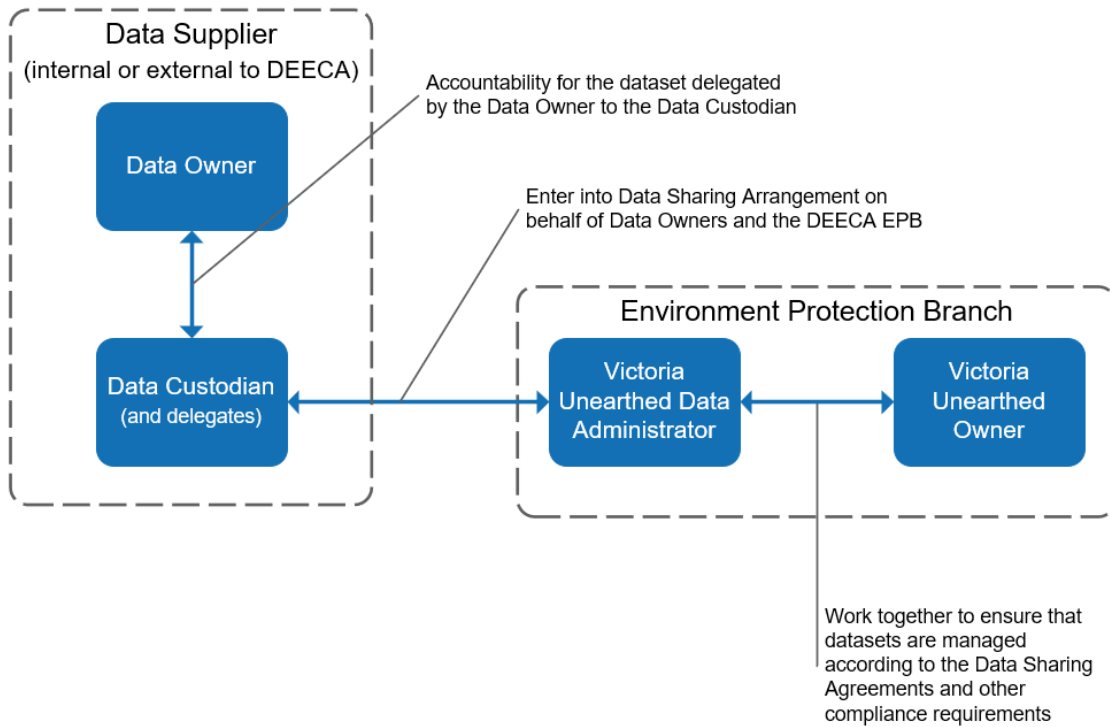 Data Supplier
(internal or external to DEECA)
Data Owner
Accountability for the dataset delegated
by the Data Owner to the Data Custodian
Enter into Data Sharing Arrangement on
behalf of Data Owners and the DEECA EPB
Data Custodian
(and delegates)
Environment Protection Branch
Victoria
Unearthed Data
Administrator
Victoria
Unearthed
Owner
Work together to ensure that
datasets are managed
according to the Data Sharing
Agreements and other
compliance requirements